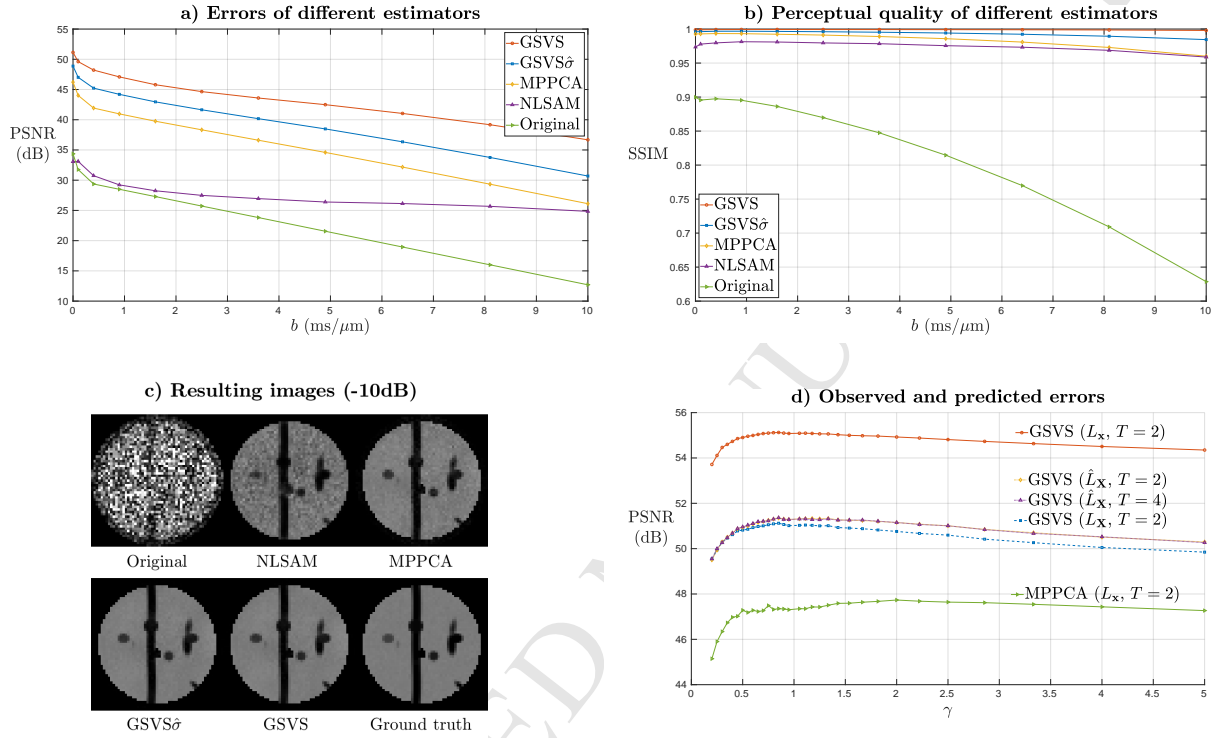 a) Errors of different estimators
55
50
45
40
35
30
25
20
15
10
PSNR
(dB)
GSVS
GSVSσ̂
MPPCA
NLSAM
Original
0 1 2 3 4 5 6 7 8 9 10
b (ms/μm)
b) Perceptual quality of different estimators
1
0.95
0.9
0.85
0.8
0.75
0.7
0.65
0.6
SSIM
GSVS
GSVSσ̂
MPPCA
NLSAM
Original
0 1 2 3 4 5 6 7 8 9 10
b (ms/μm)
c) Resulting images (-10dB)
Original NLSAM MPPCA
GSVSσ̂ GSVS Ground truth
d) Observed and predicted errors
56
54
52
50
48
46
44
PSNR
(dB)
GSVS (Lₓ, T = 2)
GSVS (L̂_X, T = 2)
GSVS (L̂_X, T = 4)
GSVS (L_X, T = 2)
MPPCA (Lₓ, T = 2)
0 0.5 1 1.5 2 2.5 3 3.5 4 4.5 5
γ